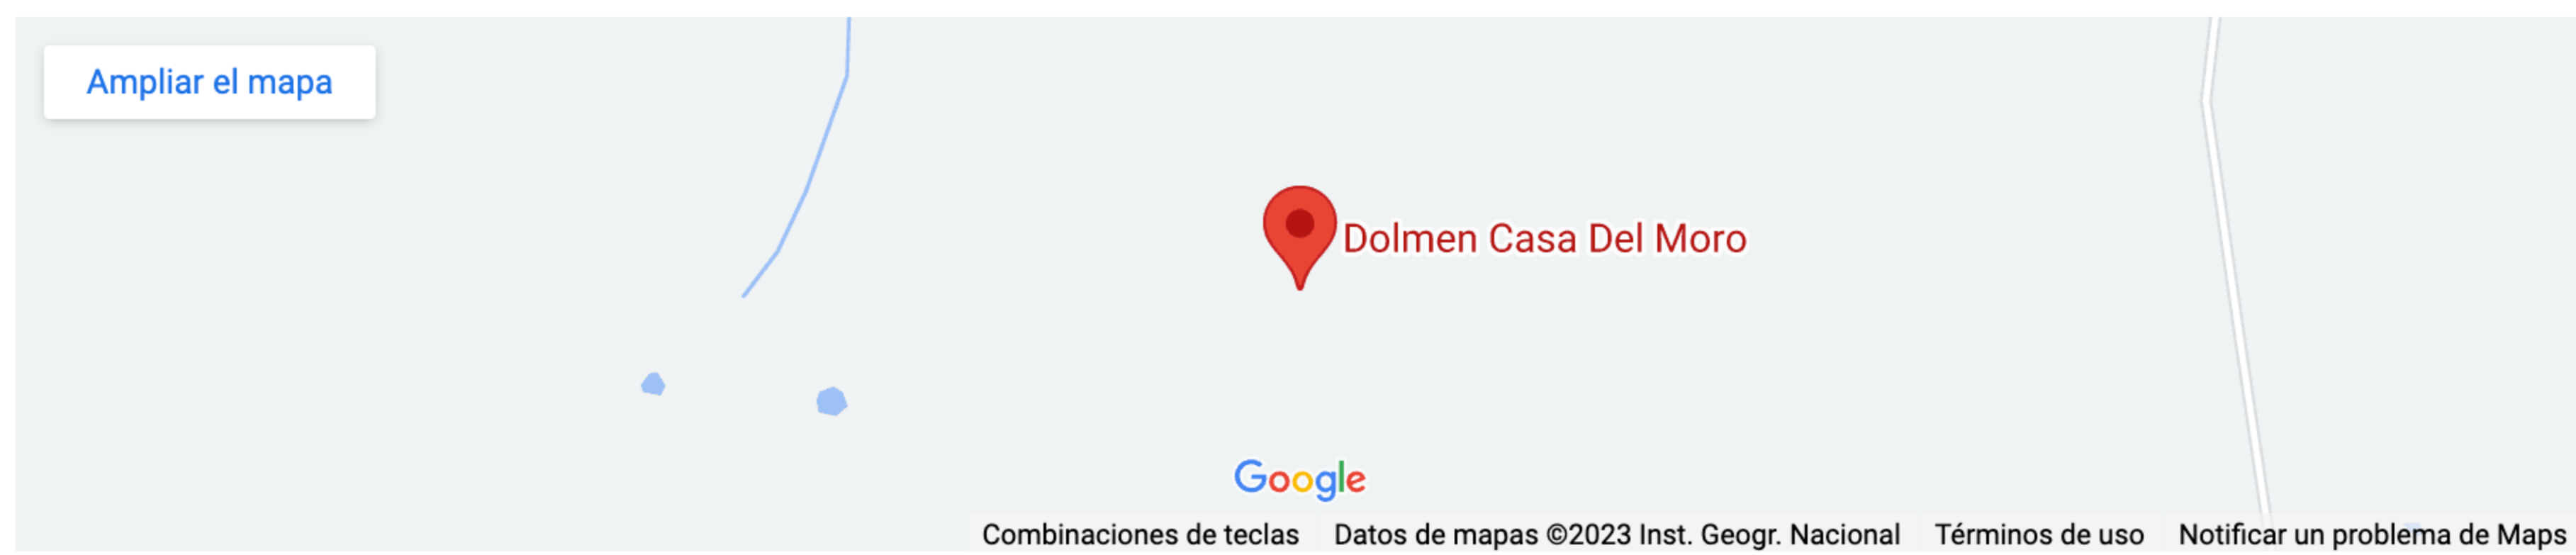 Ampliar el mapa
Dolmen Casa Del Moro
Google
Combinaciones de teclas Datos de mapas ©2023 Inst. Geogr. Nacional Términos de uso Notificar un problema de Maps